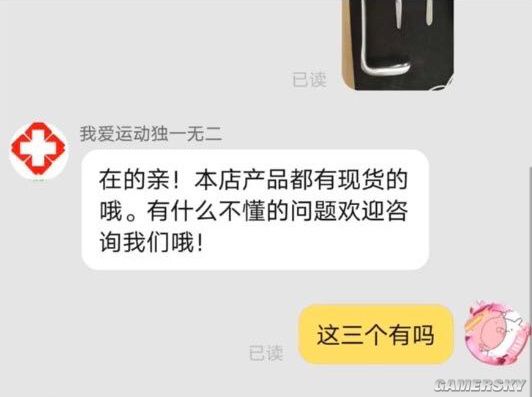 已读
我爱运动独一无二
在的亲！本店产品都有现货的
哦。有什么不懂的问题欢迎咨
询我们哦！
这三个有吗
已读
GAMERSKY